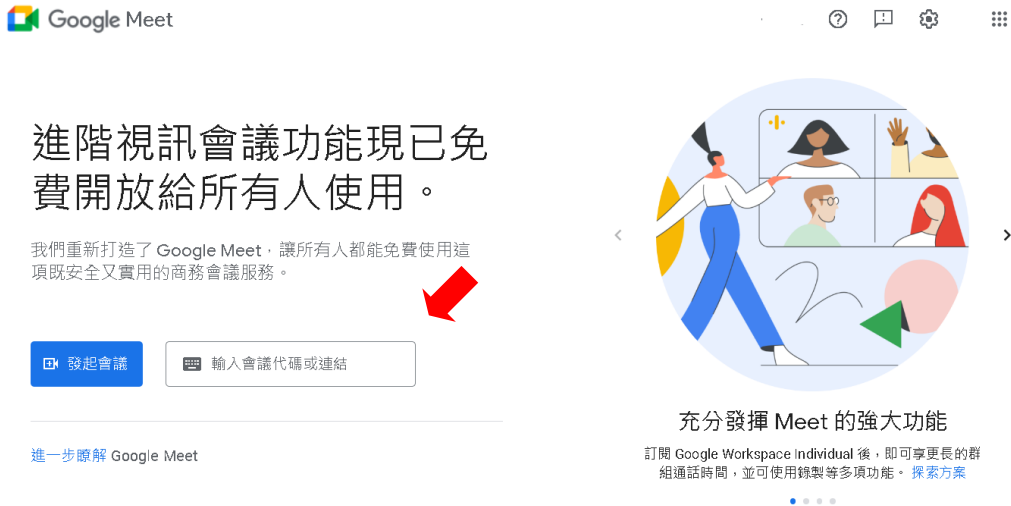 Google Meet
進階視訊會議功能現已免
費開放給所有人使用。
我們重新打造了 Google Meet，讓所有人都能免費使用這
項既安全又實用的商務會議服務。
發起會議
輸入會議代碼或連結
進一步瞭解 Google Meet
充分發揮 Meet 的強大功能
訂閱 Google Workspace Individual 後，即可享更長的群
組通話時間，並可使用錄製等多項功能。 探索方案